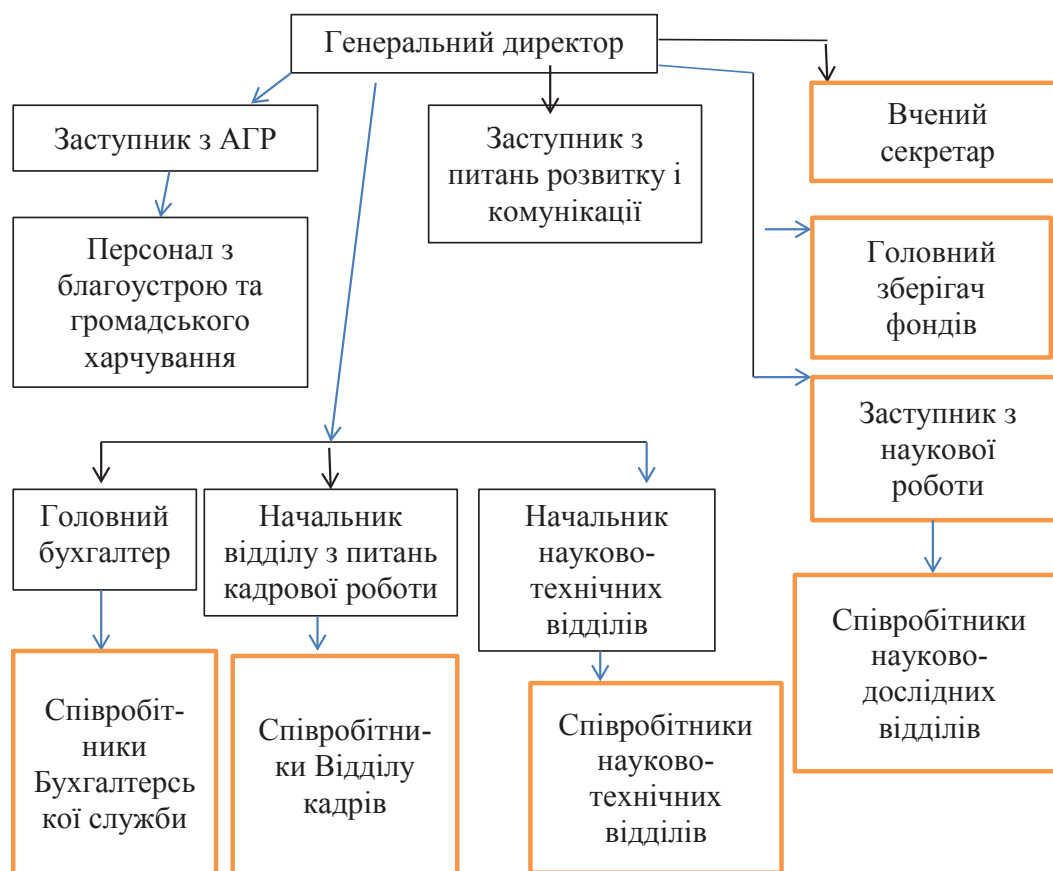 Генеральний директор
Заступник з АГР
Заступник з
питань розвитку і
комунікації
Вчений
секретар
Персонал з
благоустрою та
громадського
харчування
Головний
зберігач
фондів
Заступник з
наукової
роботи
Головний
бухгалтер
Начальник
відділу з питань
кадрової роботи
Начальник
науково-
технічних
відділів
Співробітники
науково-
дослідних
відділів
Співробіт-
ники
Бухгалтерсь
кої служби
Співробітни-
ки Відділу
кадрів
Співробітники
науково-
технічних
відділів